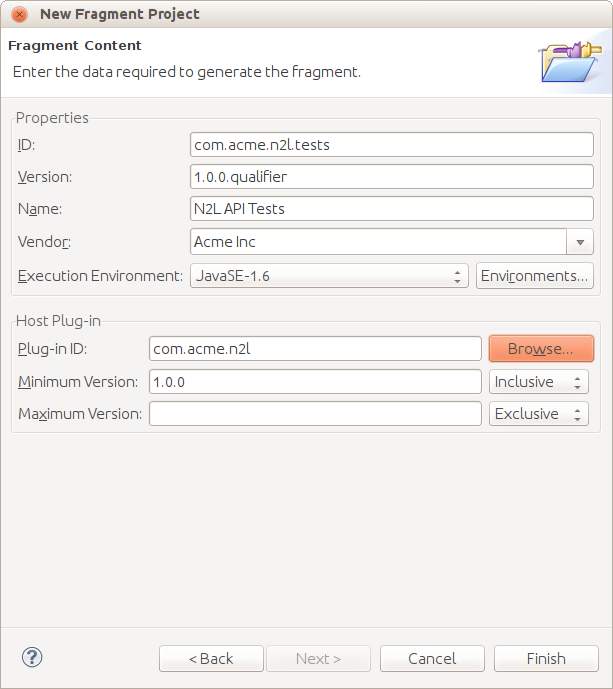 New Fragment Project
Fragment Content
Enter the data required to generate the fragment.
Properties
ID: com.acme.n2l.tests
Version: 1.0.0.qualifier
Name: N2L API Tests
Vendor: Acme Inc
Execution Environment: JavaSE-1.6 Environments...
Host Plug-in
Plug-in ID: com.acme.n2l Browse...
Minimum Version: 1.0.0 Inclusive
Maximum Version: Exclusive
? < Back Next > Cancel Finish